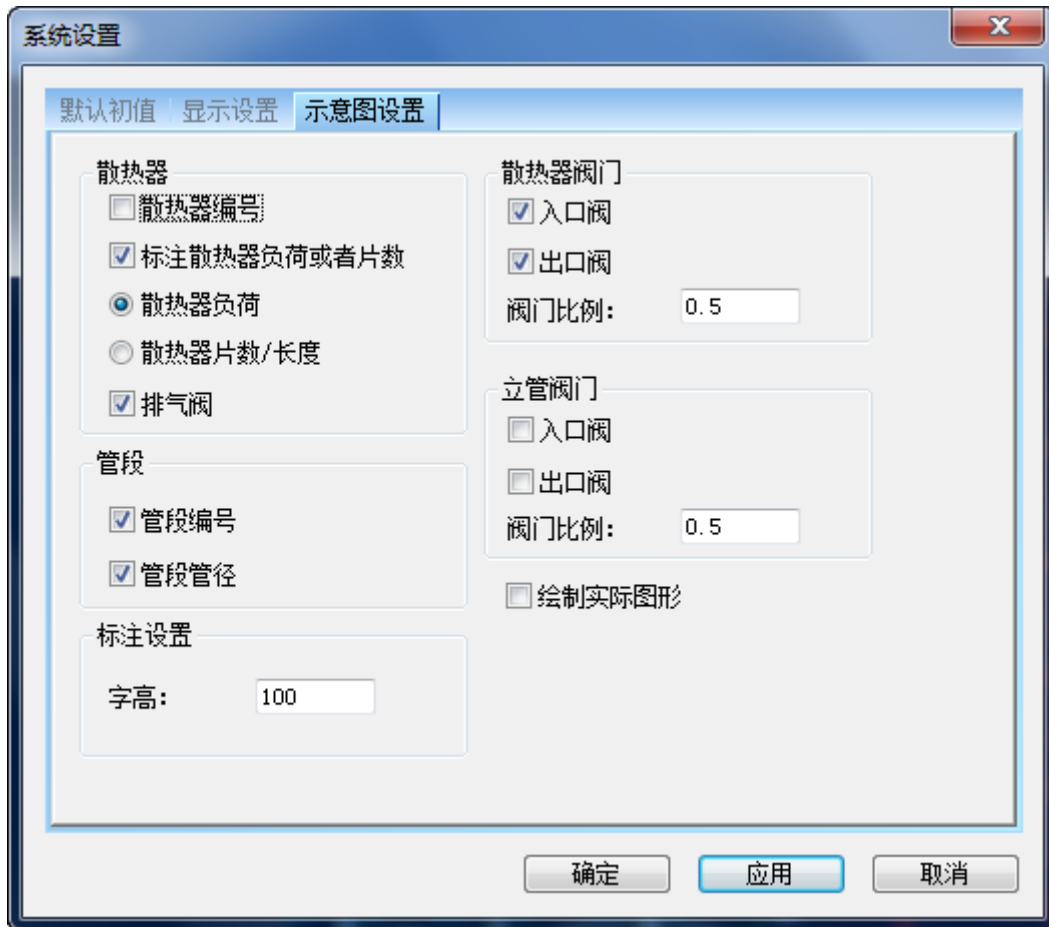 系统设置
默认初值 显示设置 示意图设置
散热器
散热器编号
标注散热器负荷或者片数
散热器负荷
散热器片数/长度
排气阀
管段
管段编号
管段管径
标注设置
字高: 100
散热器阀门
入口阀
出口阀
阀门比例: 0.5
立管阀门
入口阀
出口阀
阀门比例: 0.5
绘制实际图形
确定 应用 取消